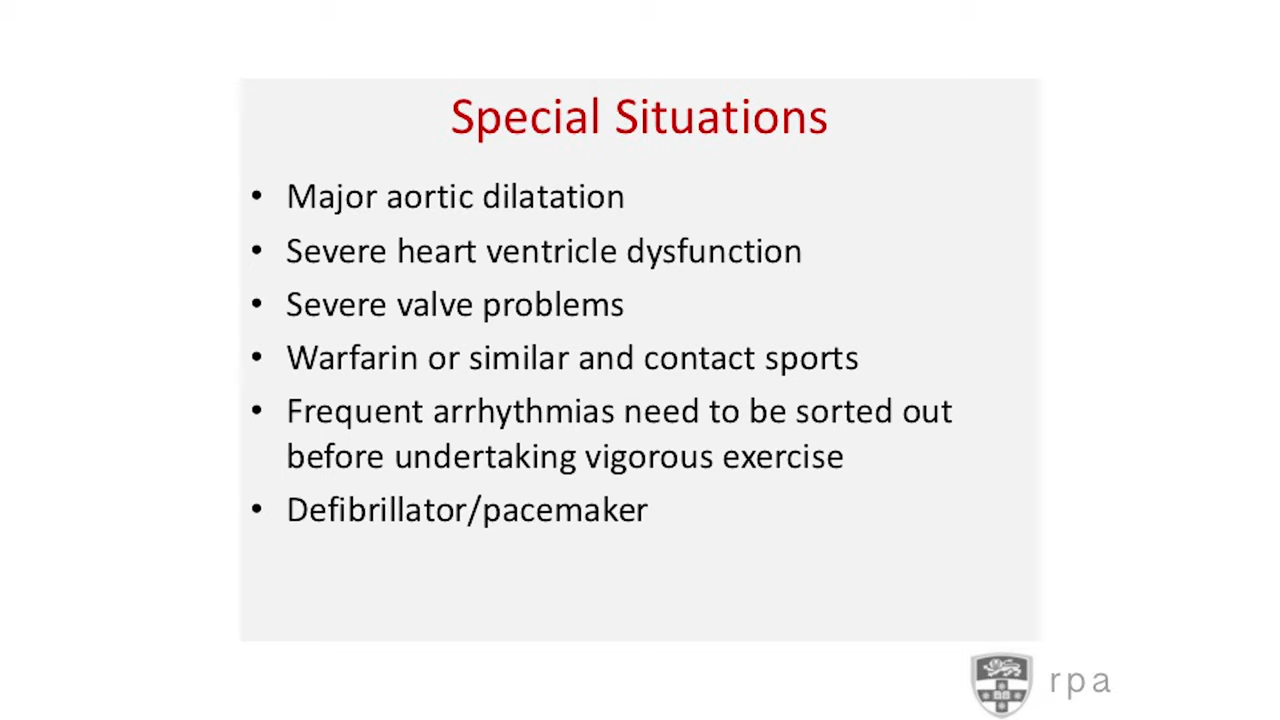 Special Situations
• Major aortic dilatation
• Severe heart ventricle dysfunction
• Severe valve problems
• Warfarin or similar and contact sports
• Frequent arrhythmias need to be sorted out
before undertaking vigorous exercise
• Defibrillator/pacemaker
rpa